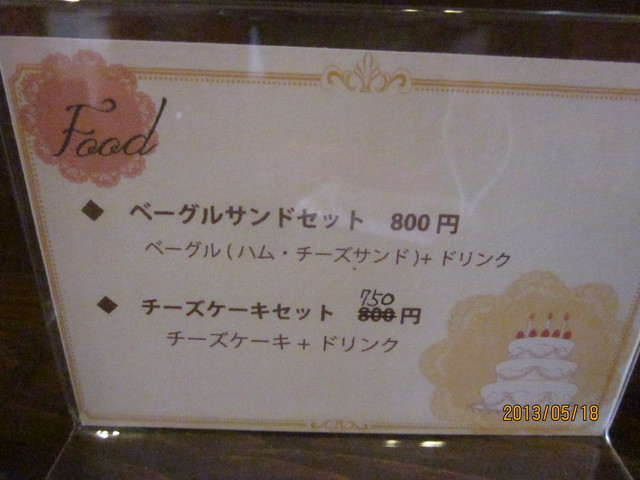 Food
◆ ベーグルサンドセット 800円
ベーグル(ハム・チーズサンド)+ドリンク
750
◆ チーズケーキセット 800円
チーズケーキ+ドリンク
2013/05/18